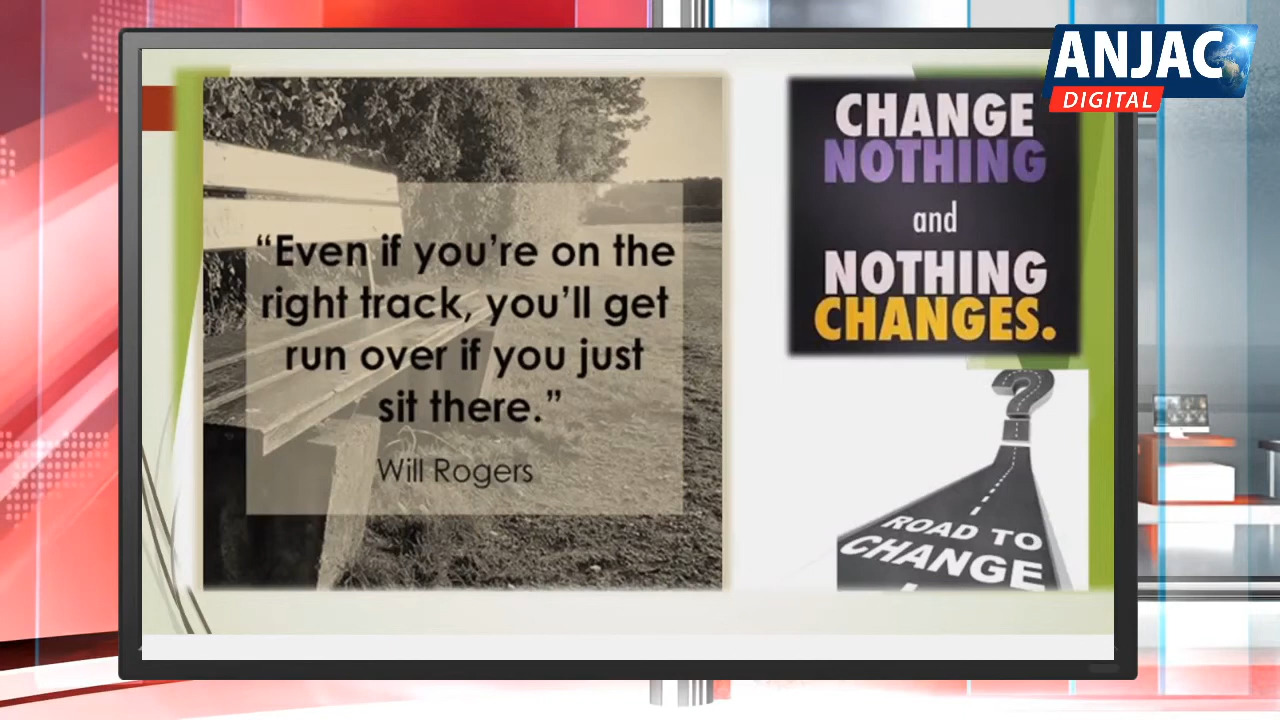 ANJAC
DIGITAL
“Even if you’re on the
right track, you’ll get
run over if you just
sit there.”
Will Rogers
CHANGE
NOTHING
and
NOTHING
CHANGES.
ROAD TO
CHANGE